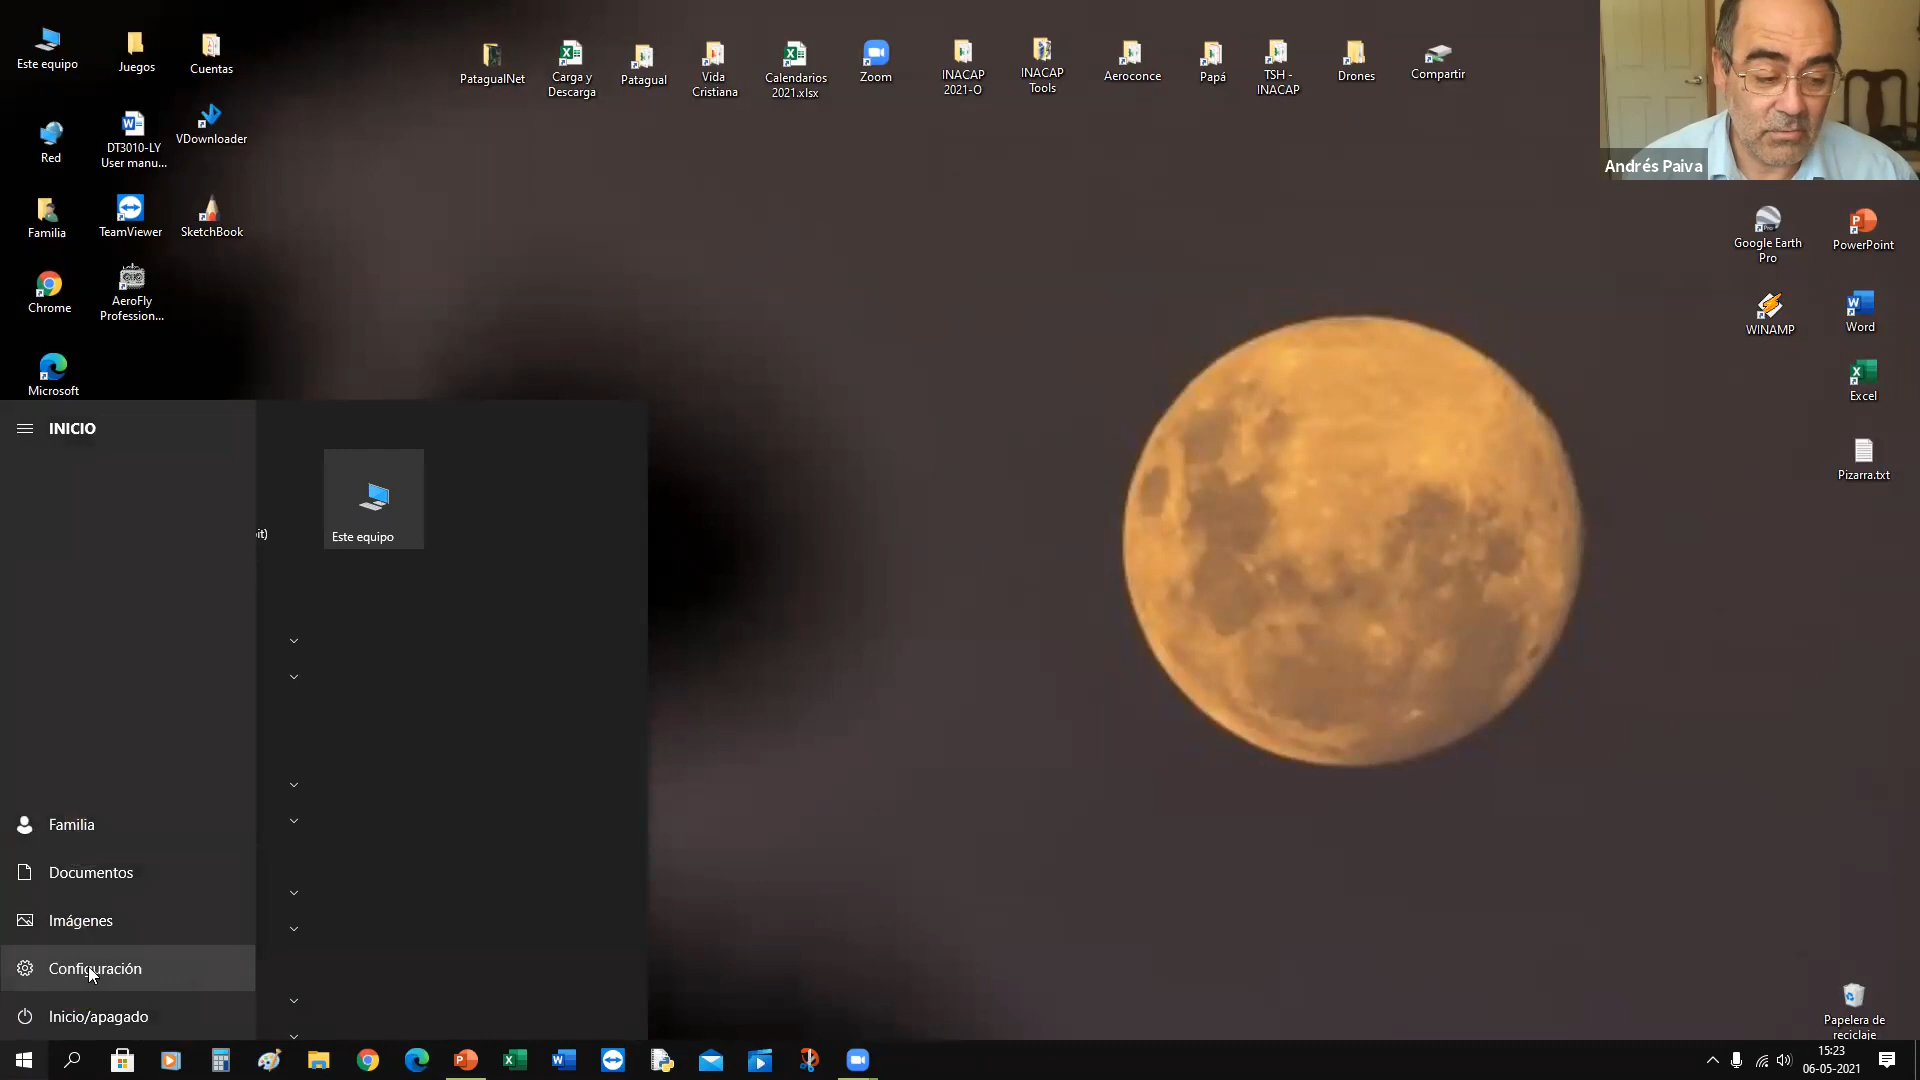 Este equipo
Juegos
Cuentas
PatagualNet
Carga y
Descarga
Patagual
Vida
Cristiana
Calendarios
2021.xlsx
Zoom
INACAP
2021-O
INACAP
Tools
Aeroconce
Papá
TSH -
INACAP
Drones
Compartir
Andrés Paiva
Red
DT3010-LY
User manu...
VDownloader
Familia
TeamViewer
SketchBook
Google Earth
Pro
PowerPoint
Chrome
AeroFly
Profession...
WINAMP
Word
Microsoft
Excel
Pizarra.txt
INICIO
Este equipo
it)
Familia
Documentos
Imágenes
Configuración
Inicio/apagado
Papelera de
reciclaje
15:23
06-05-2021